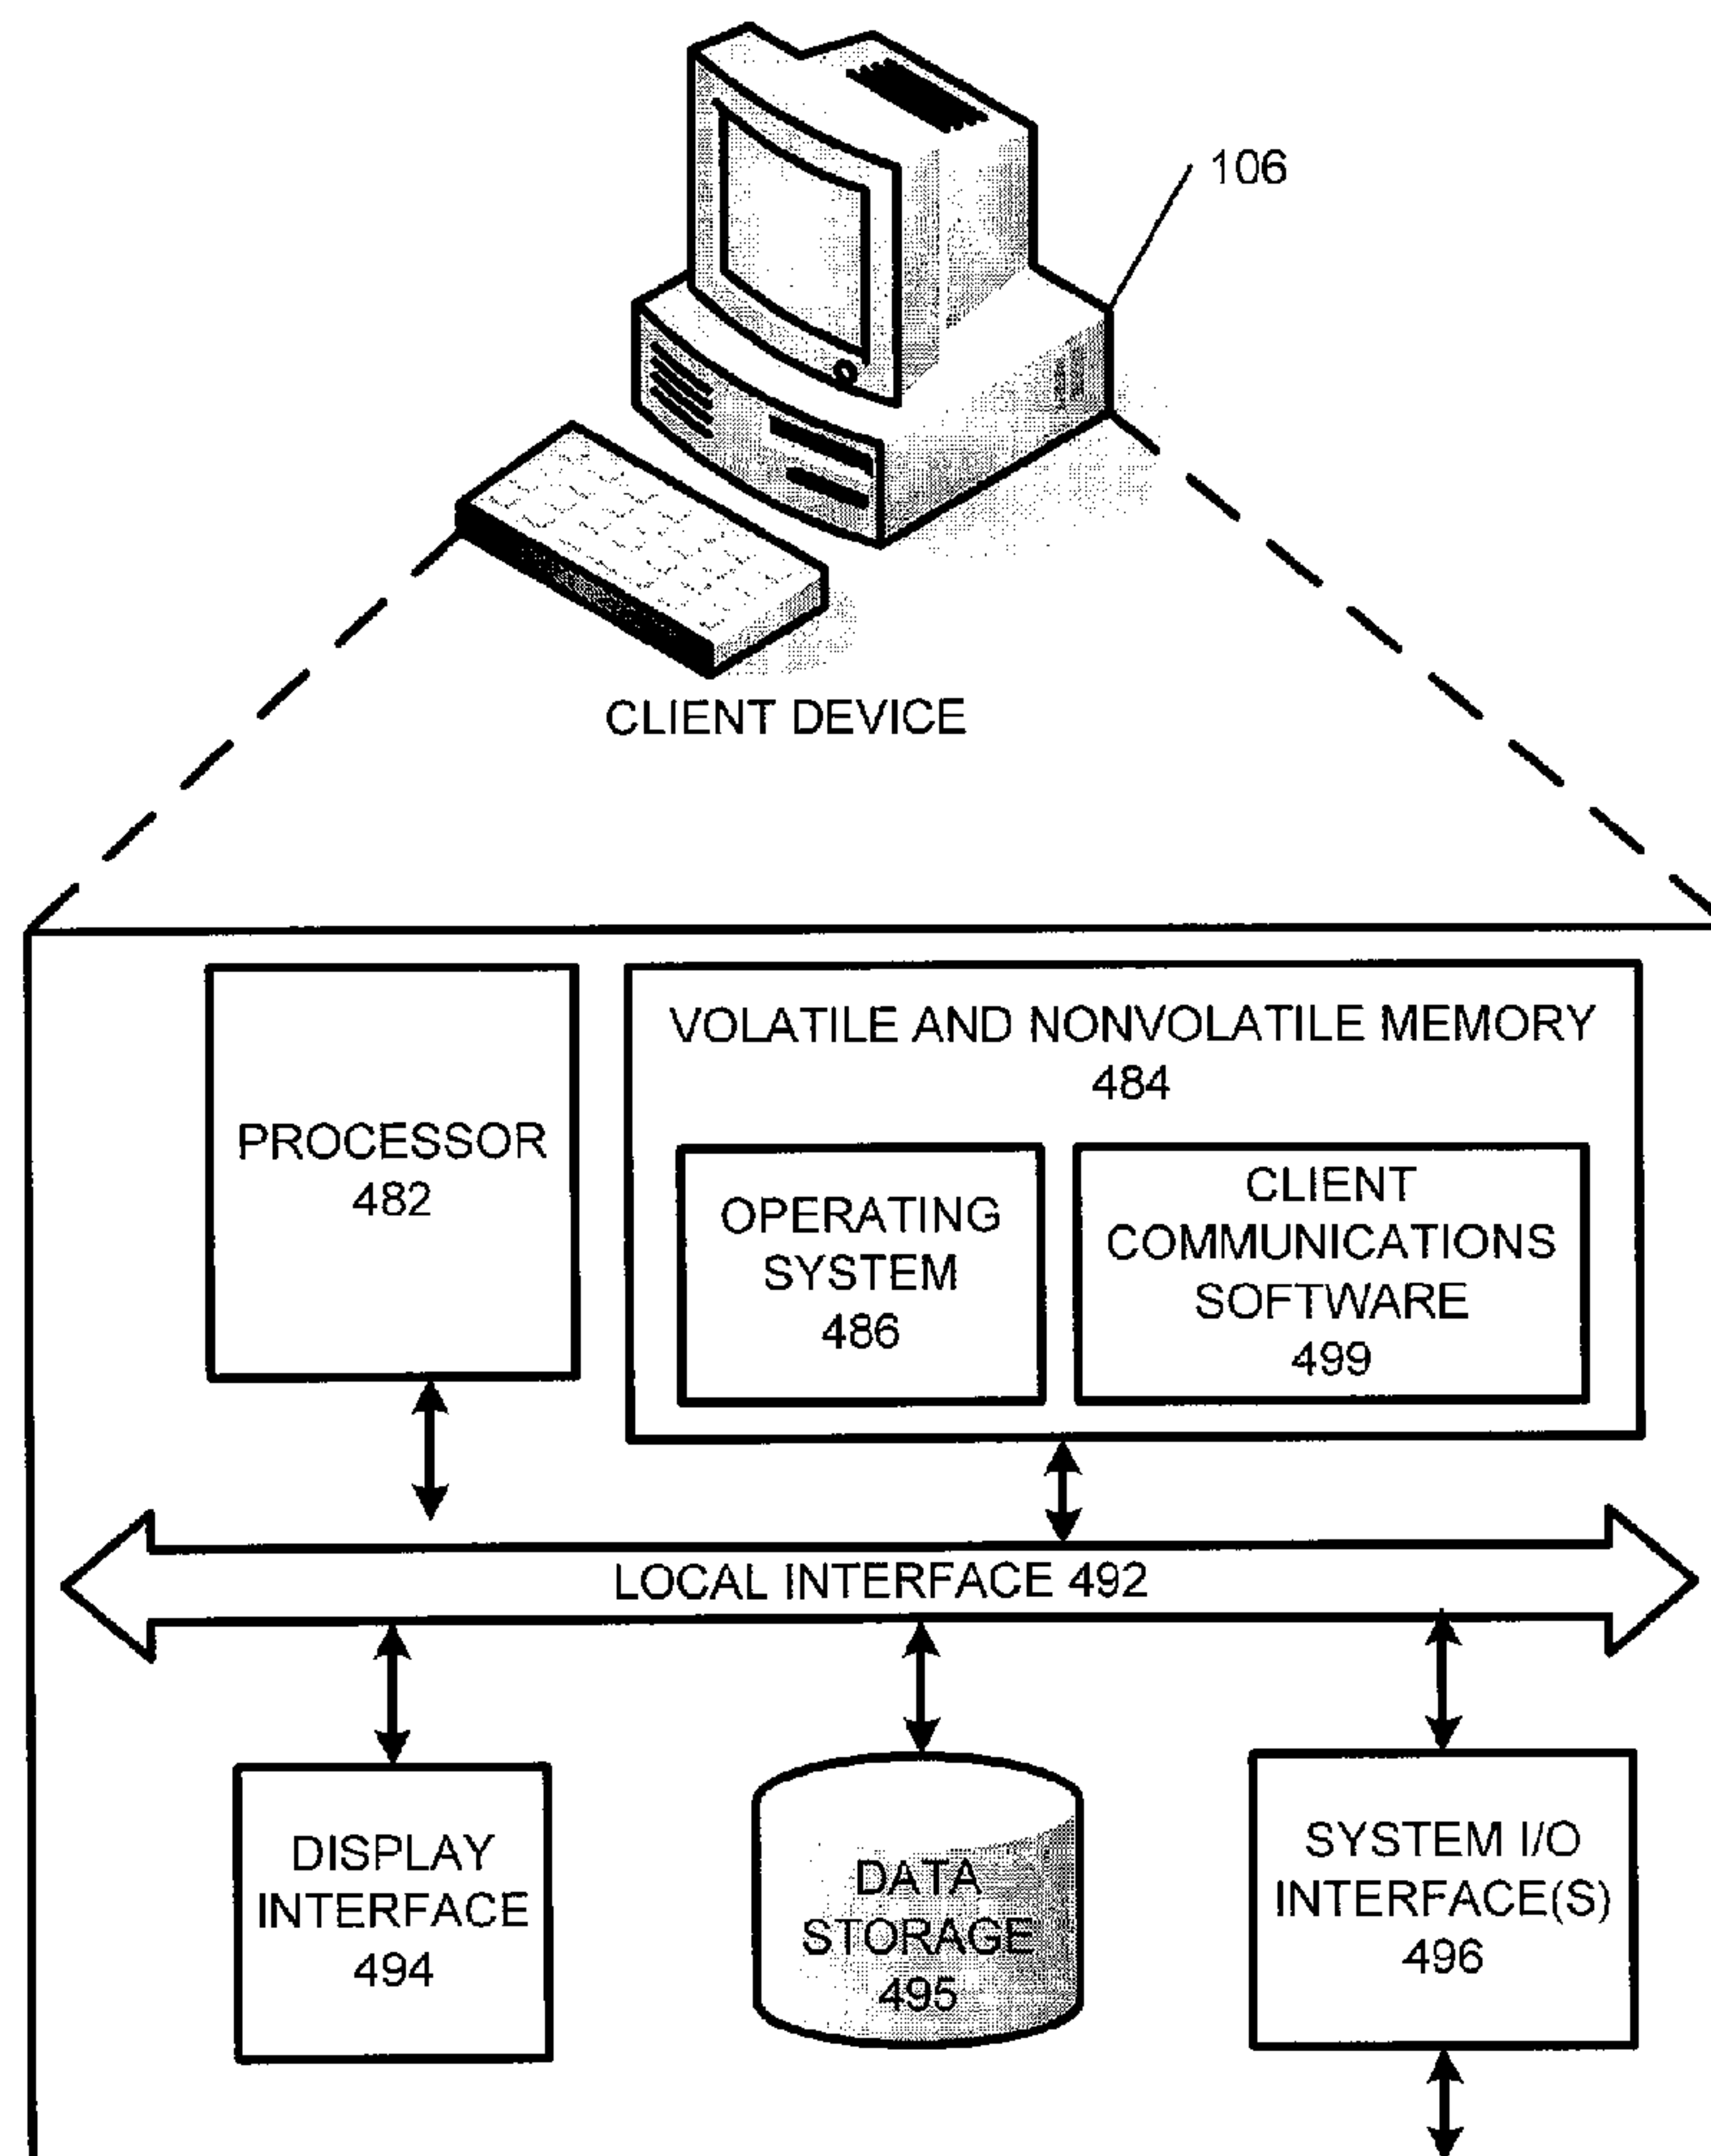 106
CLIENT DEVICE
PROCESSOR
482
VOLATILE AND NONVOLATILE MEMORY
484
OPERATING
SYSTEM
486
CLIENT
COMMUNICATIONS
SOFTWARE
499
LOCAL INTERFACE 492
DISPLAY
INTERFACE
494
DATA
STORAGE
495
SYSTEM I/O
INTERFACE(S)
496